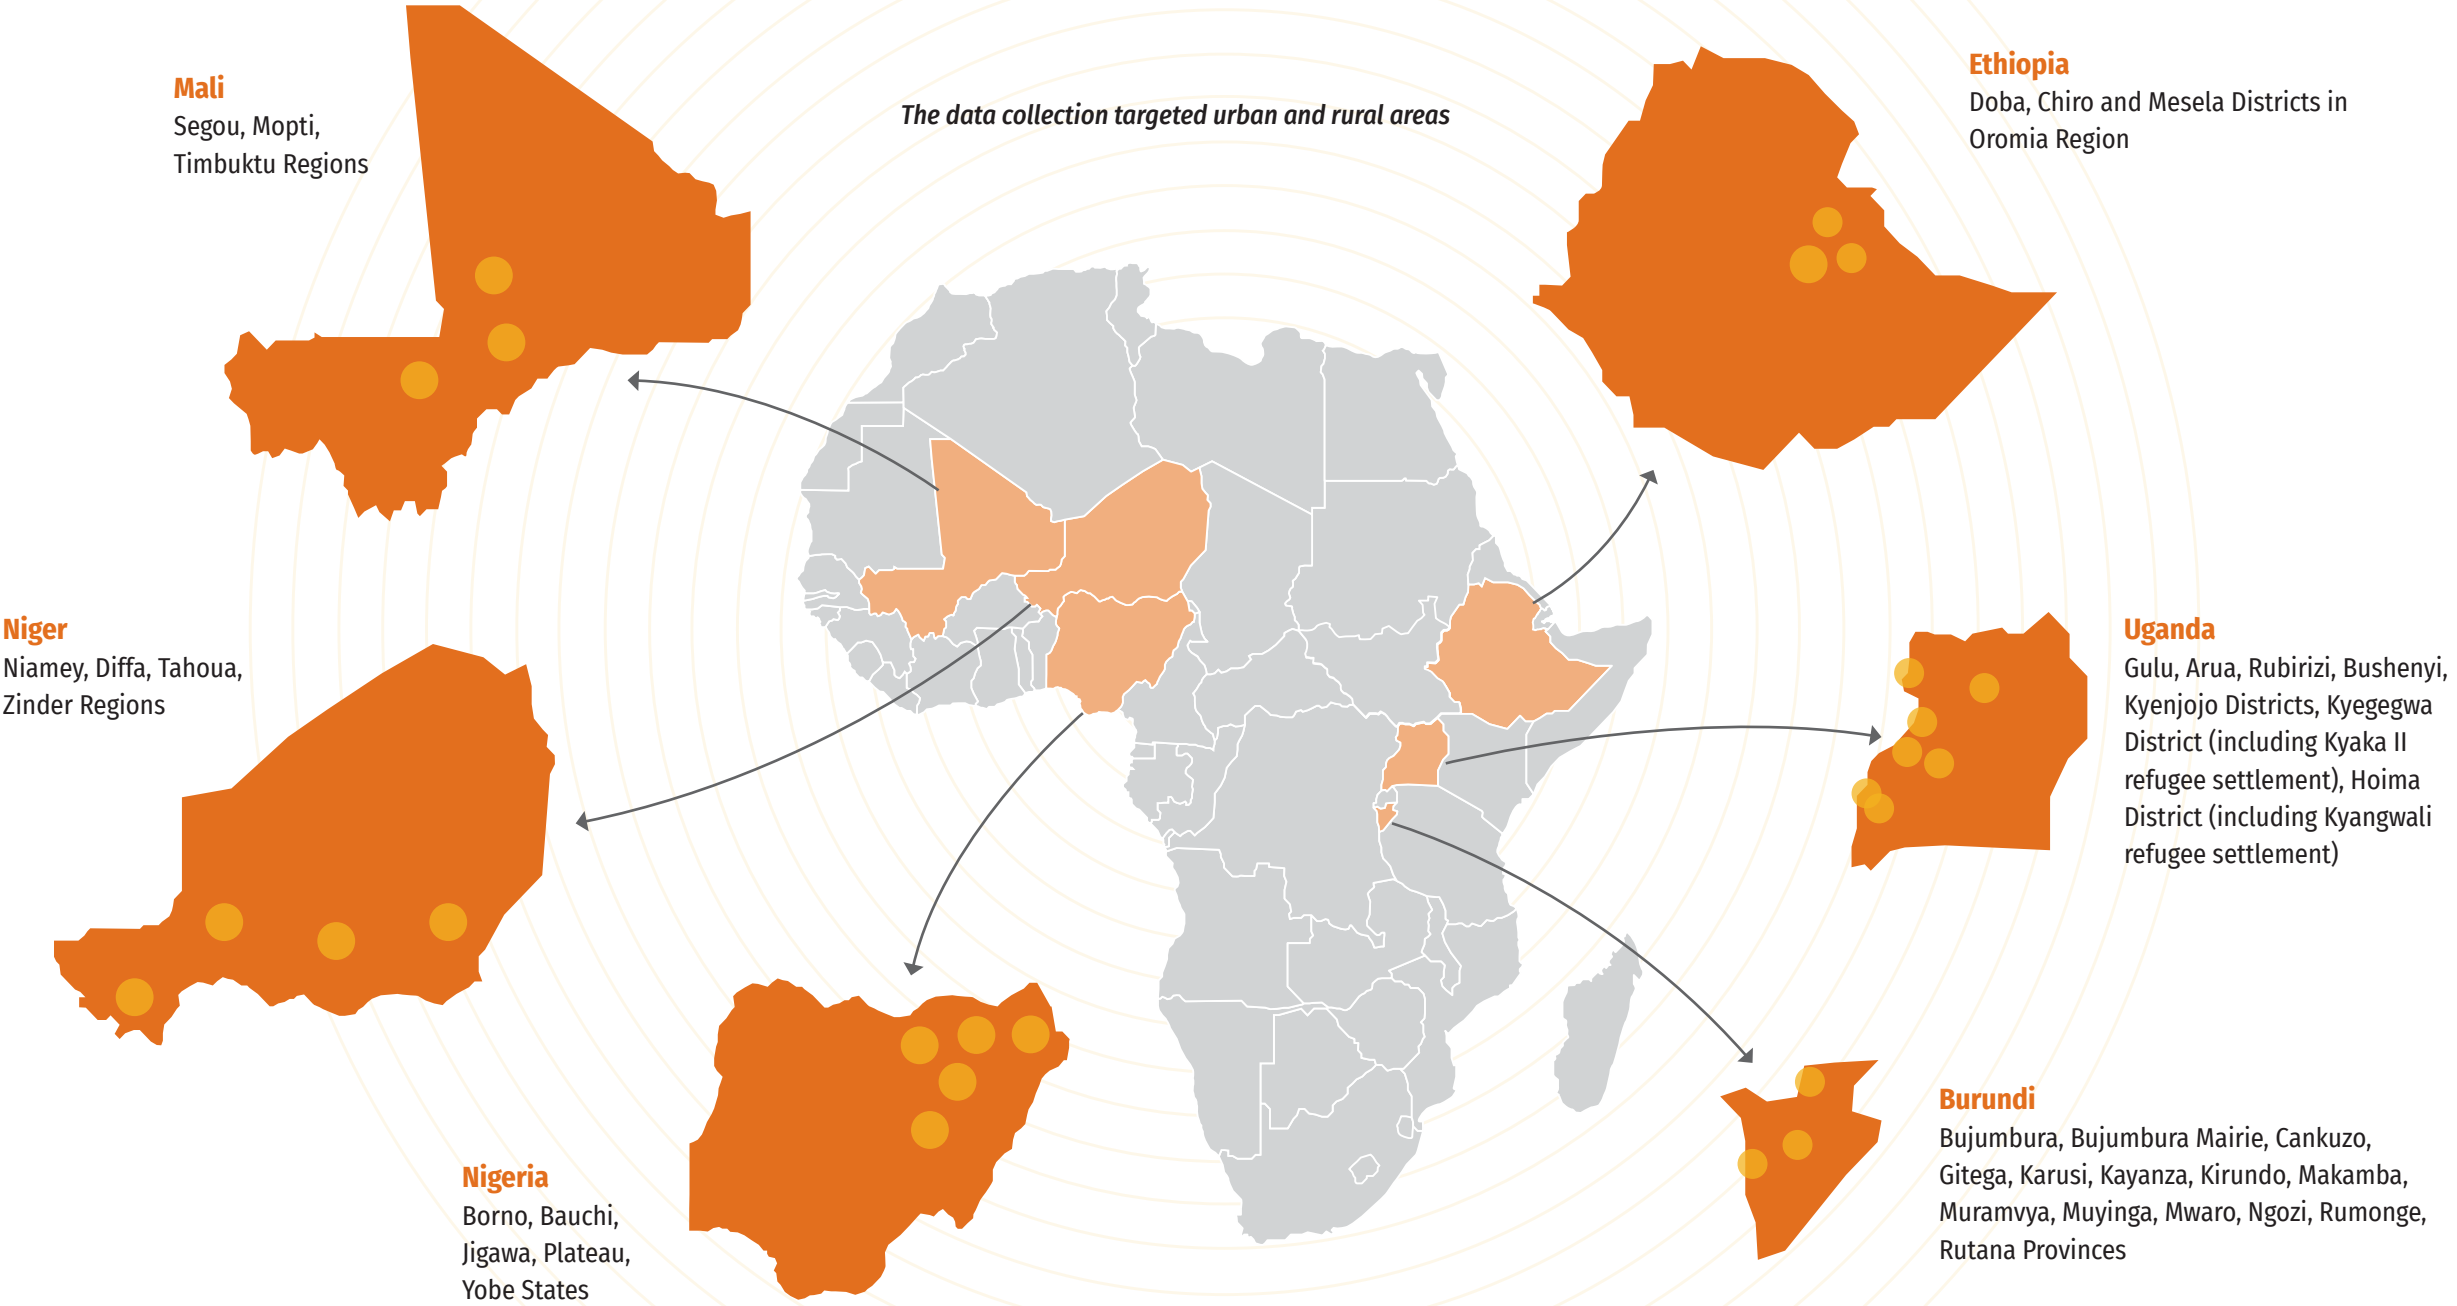 Mali
Segou, Mopti,
Timbuktu Regions
The data collection targeted urban and rural areas
Ethiopia
Doba, Chiro and Mesela Districts in
Oromia Region
Niger
Niamey, Diffa, Tahoua,
Zinder Regions
Uganda
Gulu, Arua, Rubirizi, Bushenyi,
Kyenjojo Districts, Kyegegwa
District (including Kyaka II
refugee settlement), Hoima
District (including Kyangwali
refugee settlement)
Nigeria
Borno, Bauchi,
Jigawa, Plateau,
Yobe States
Burundi
Bujumbura, Bujumbura Mairie, Cankuzo,
Gitega, Karusi, Kayanza, Kirundo, Makamba,
Muramvya, Muyinga, Mwaro, Ngozi, Rumonge,
Rutana Provinces